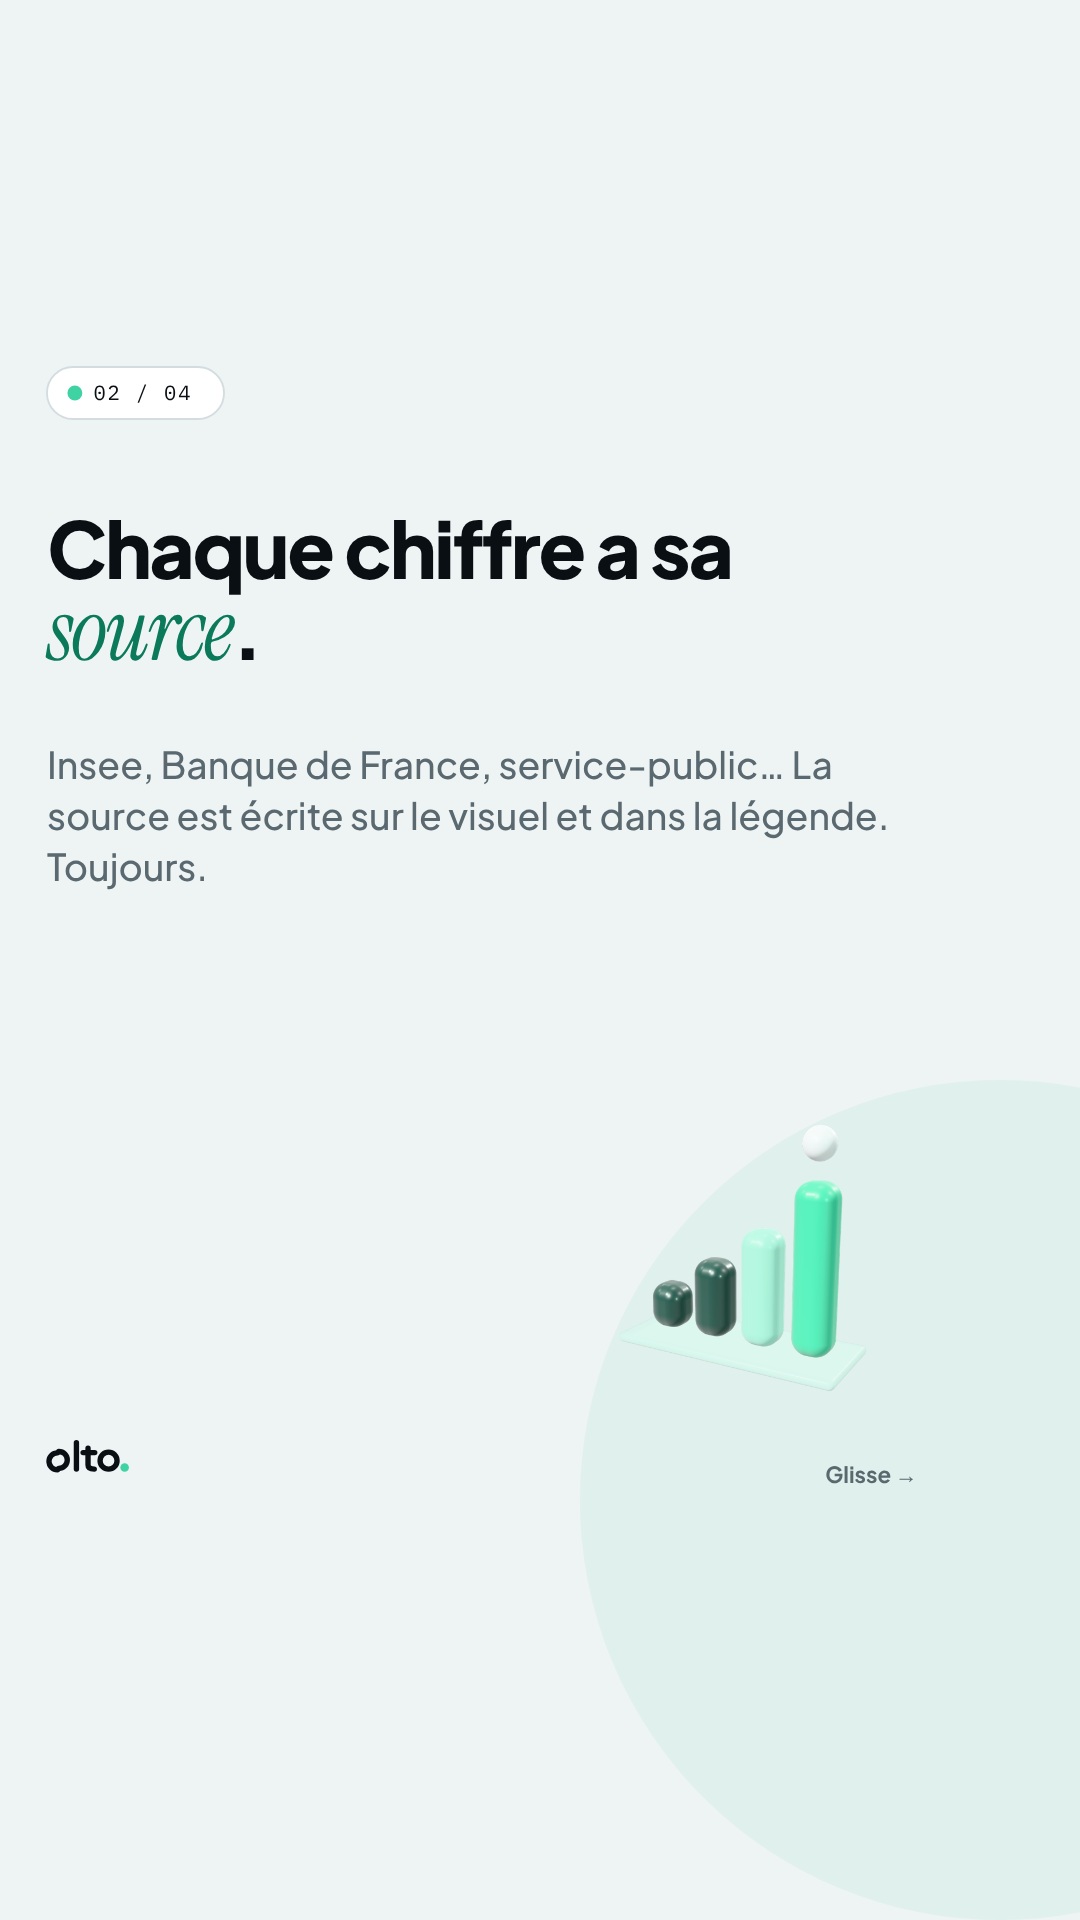 02 / 04
Chaque chiffre a sa
source.
Insee, Banque de France, service-public… La
source est écrite sur le visuel et dans la légende.
Toujours.
olto.
Glisse →